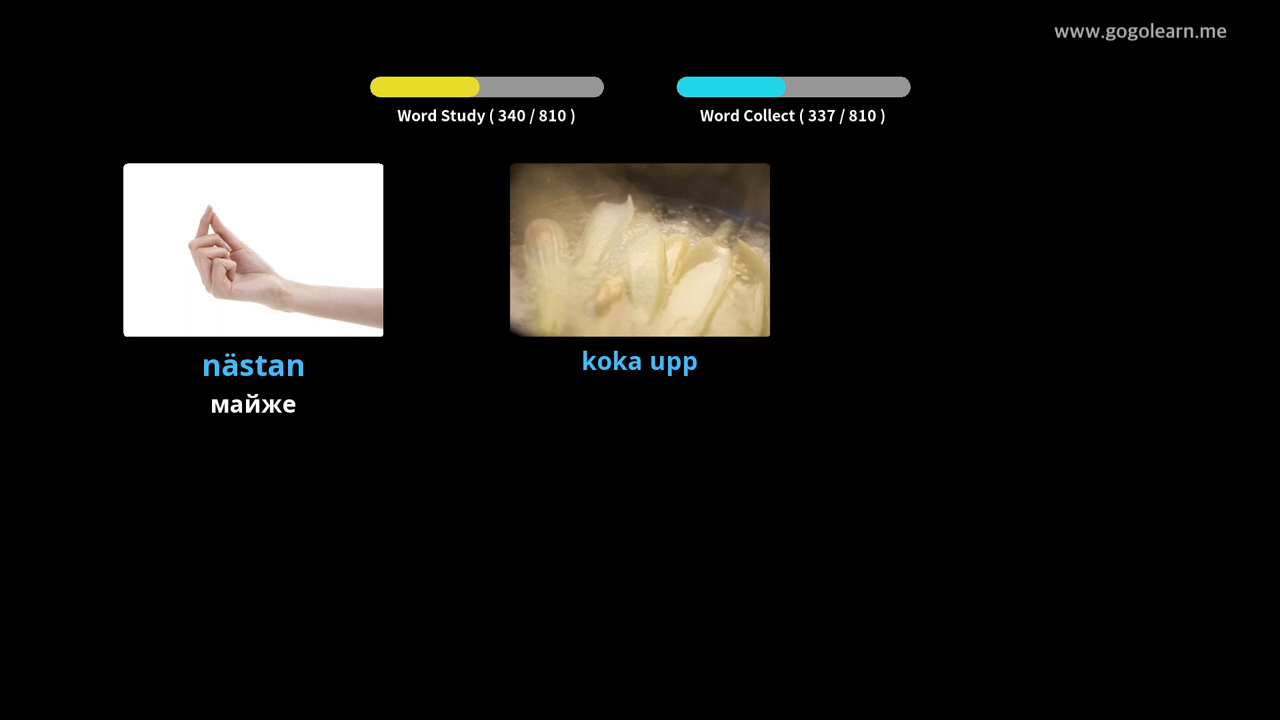 www.gogolearn.me
Word Study ( 340 / 810 )
Word Collect ( 337 / 810 )
nästan
майже
koka upp